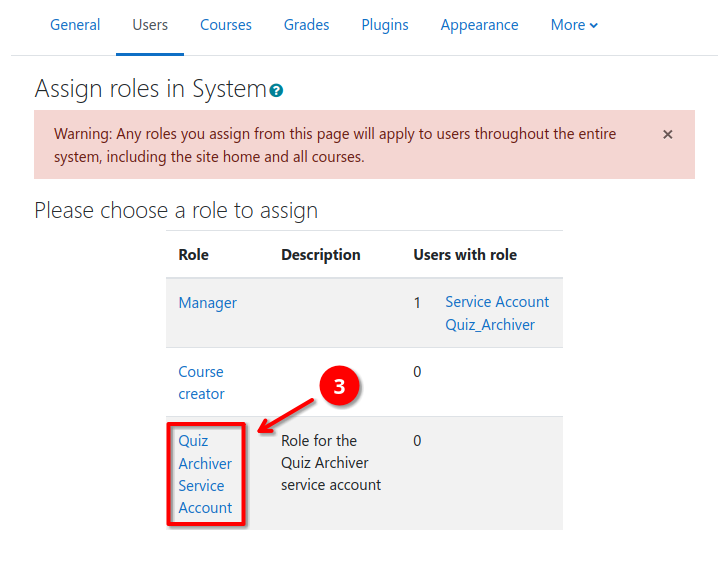 General Users Courses Grades Plugins Appearance More
Assign roles in System
Warning: Any roles you assign from this page will apply to users throughout the entire
system, including the site home and all courses.
Please choose a role to assign
Role Description Users with role
Manager 1 Service Account
Quiz_Archiver
Course 0
creator
3
Quiz Role for the 0
Archiver Quiz Archiver
Service service account
Account